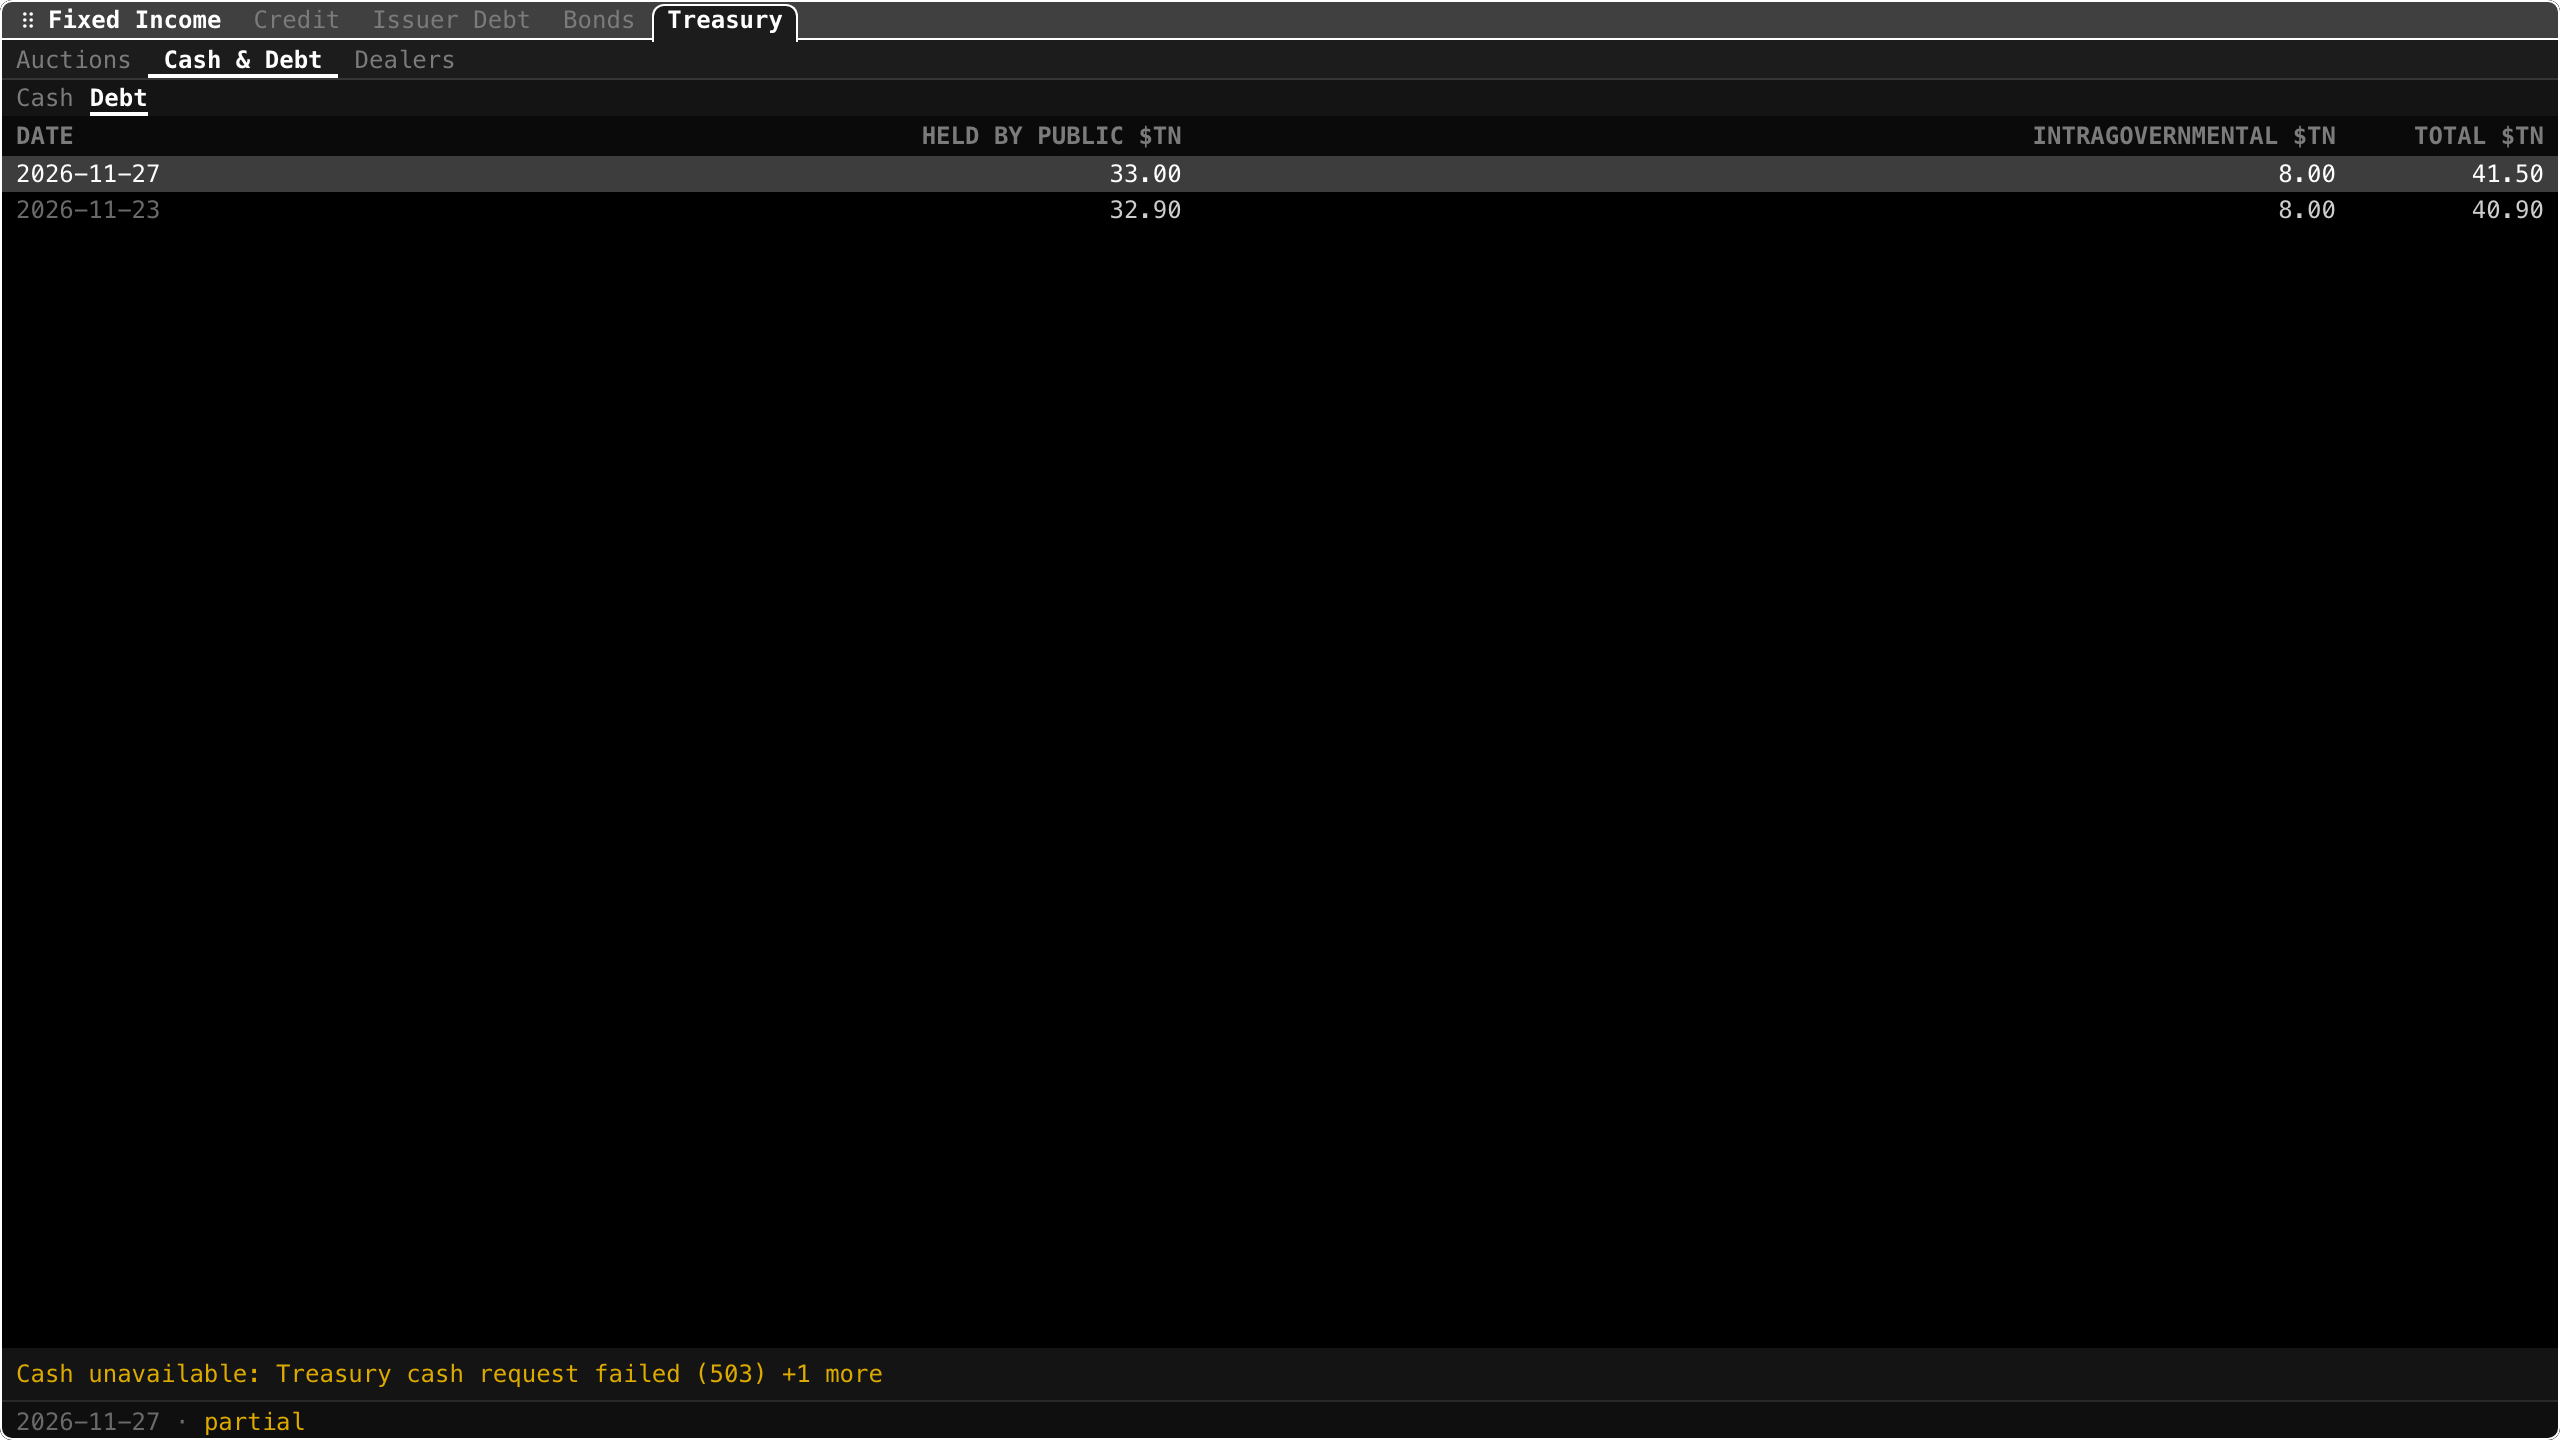 ⠿ Fixed Income Credit Issuer Debt Bonds Treasury
Auctions Cash & Debt Dealers
Cash Debt
DATE HELD BY PUBLIC $TN INTRAGOVERNMENTAL $TN TOTAL $TN
2026-11-27 33.00 8.00 41.50
2026-11-23 32.90 8.00 40.90
Cash unavailable: Treasury cash request failed (503) +1 more
2026-11-27 · partial